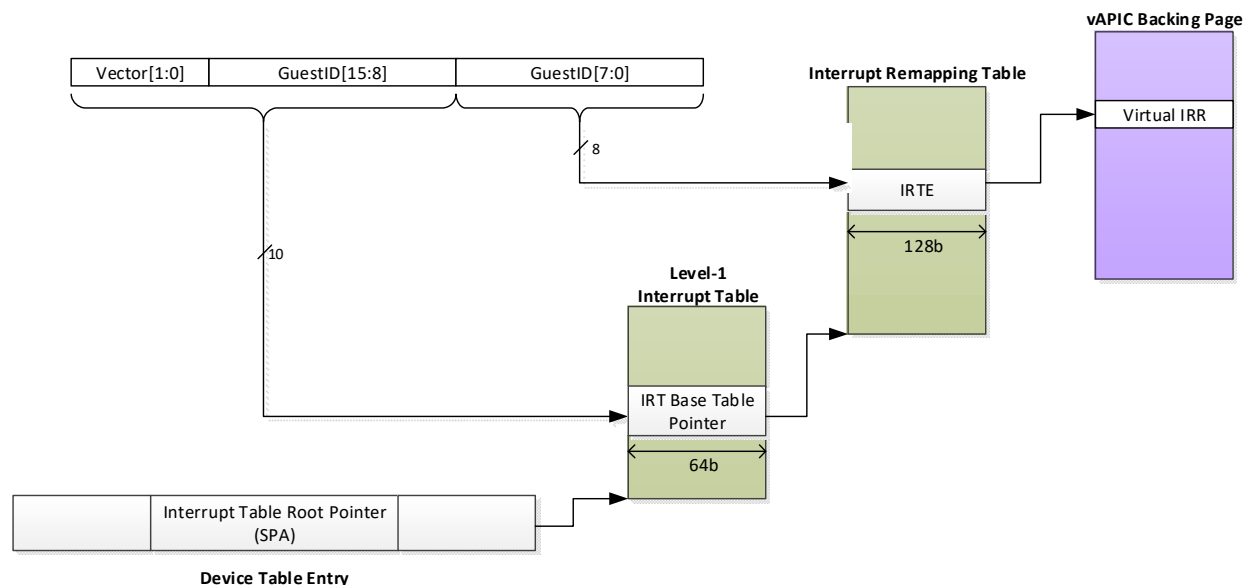 vAPIC Backing Page
Vector[1:0]
GuestID[15:8]
GuestID[7:0]
Interrupt Remapping Table
Virtual IRR
8
IRTE
10
128b
Level-1
Interrupt Table
IRT Base Table
Pointer
64b
Interrupt Table Root Pointer
(SPA)
Device Table Entry